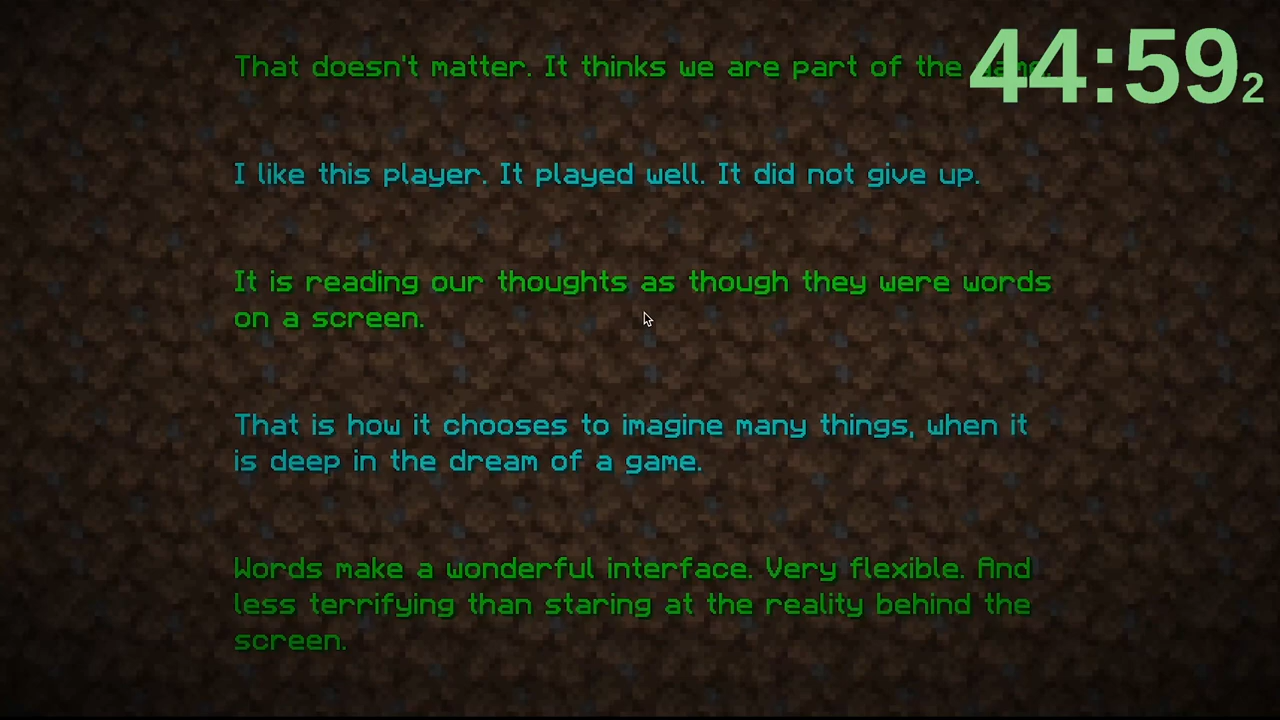 That doesn't matter. It thinks we are part of the game.
44:592
I like this player. It played well. It did not give up.
It is reading our thoughts as though they were words
on a screen.
That is how it chooses to imagine many things, when it
is deep in the dream of a game.
Words make a wonderful interface. Very flexible. And
less terrifying than staring at the reality behind the
screen.